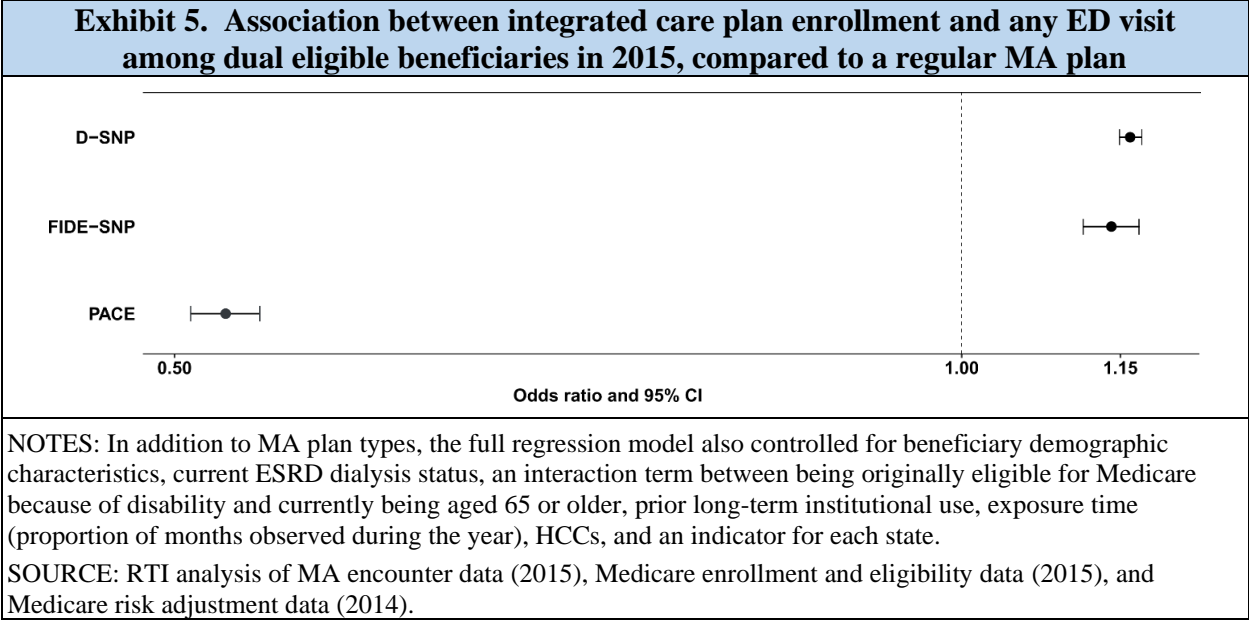 Exhibit 5. Association between integrated care plan enrollment and any ED visit
among dual eligible beneficiaries in 2015, compared to a regular MA plan
D−SNP
FIDE−SNP
PACE
0.50
1.00
1.15
Odds ratio and 95% CI
NOTES: In addition to MA plan types, the full regression model also controlled for beneficiary demographic
characteristics, current ESRD dialysis status, an interaction term between being originally eligible for Medicare
because of disability and currently being aged 65 or older, prior long-term institutional use, exposure time
(proportion of months observed during the year), HCCs, and an indicator for each state.
SOURCE: RTI analysis of MA encounter data (2015), Medicare enrollment and eligibility data (2015), and
Medicare risk adjustment data (2014).